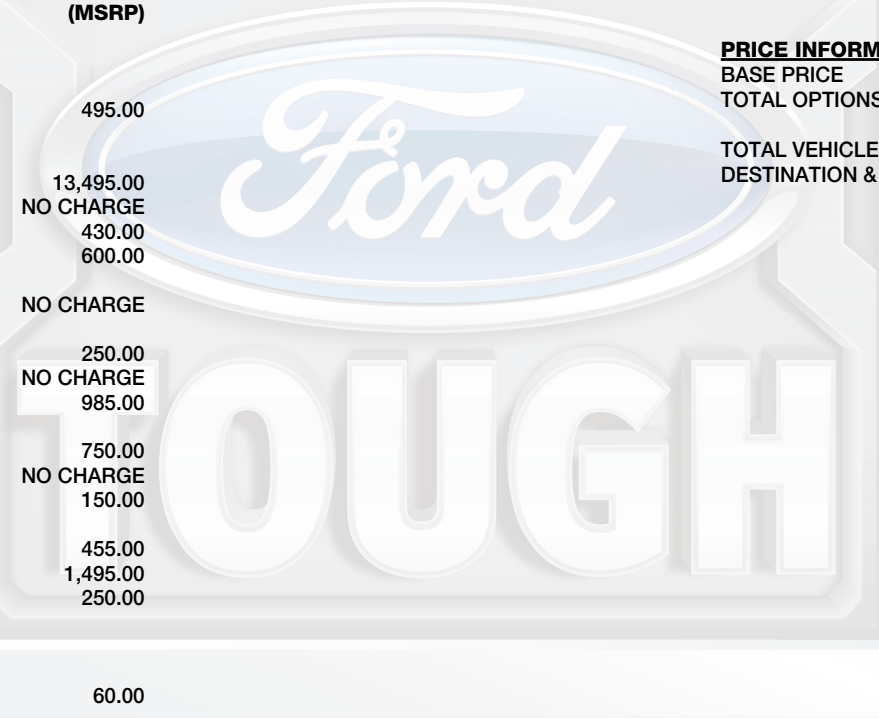 (MSRP)
495.00
13,495.00
NO CHARGE
430.00
600.00
NO CHARGE
250.00
NO CHARGE
985.00
750.00
NO CHARGE
150.00
455.00
1,495.00
250.00
60.00
PRICE INFORM
BASE PRICE
TOTAL OPTIONS
TOTAL VEHICLE
DESTINATION &
Ford
TOUGH